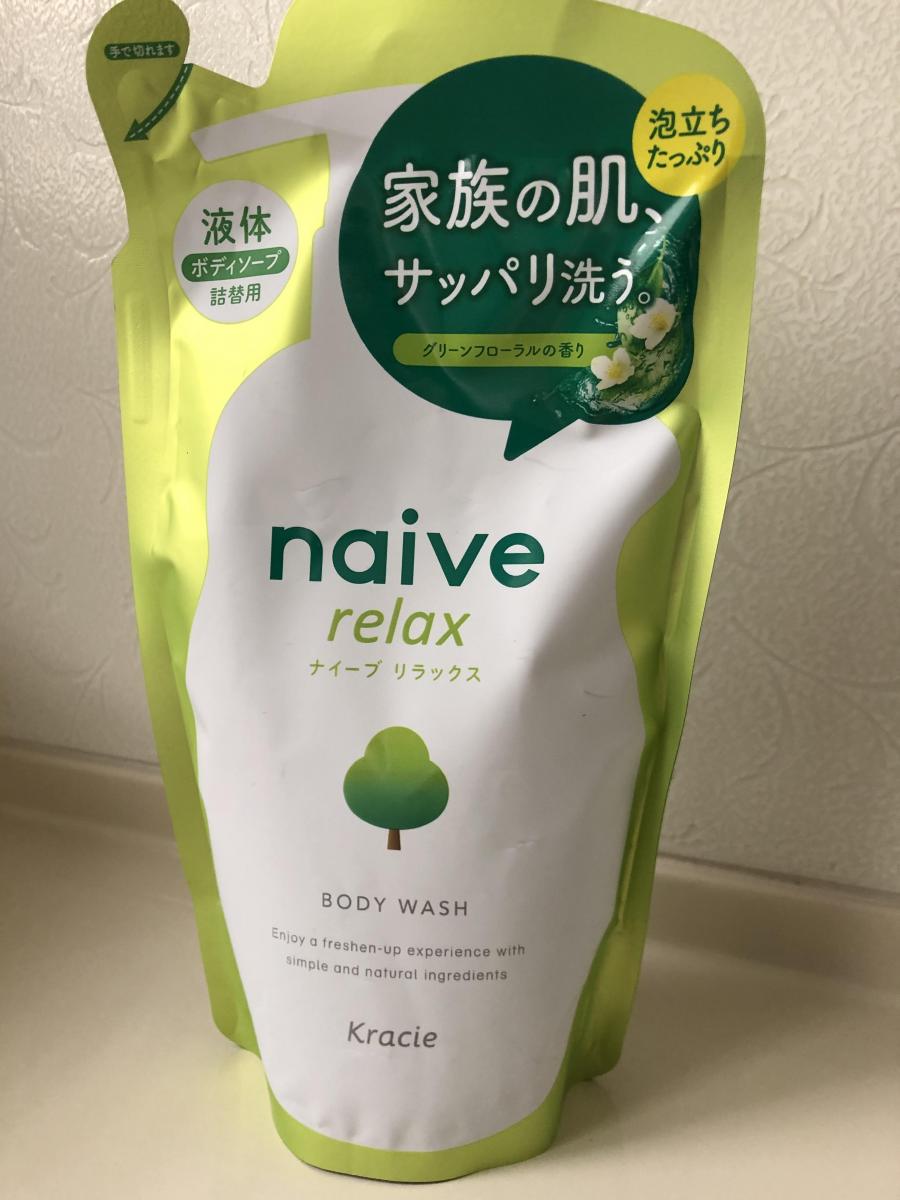 手で切れます
泡立ち
たっぷり
家族の肌、
サッパリ洗う。
グリーンフローラルの香り
液体
ボディソープ
詰替用
naive
relax
ナイーブ リラックス
BODY WASH
Enjoy a freshen-up experience with
simple and natural ingredients
Kracie